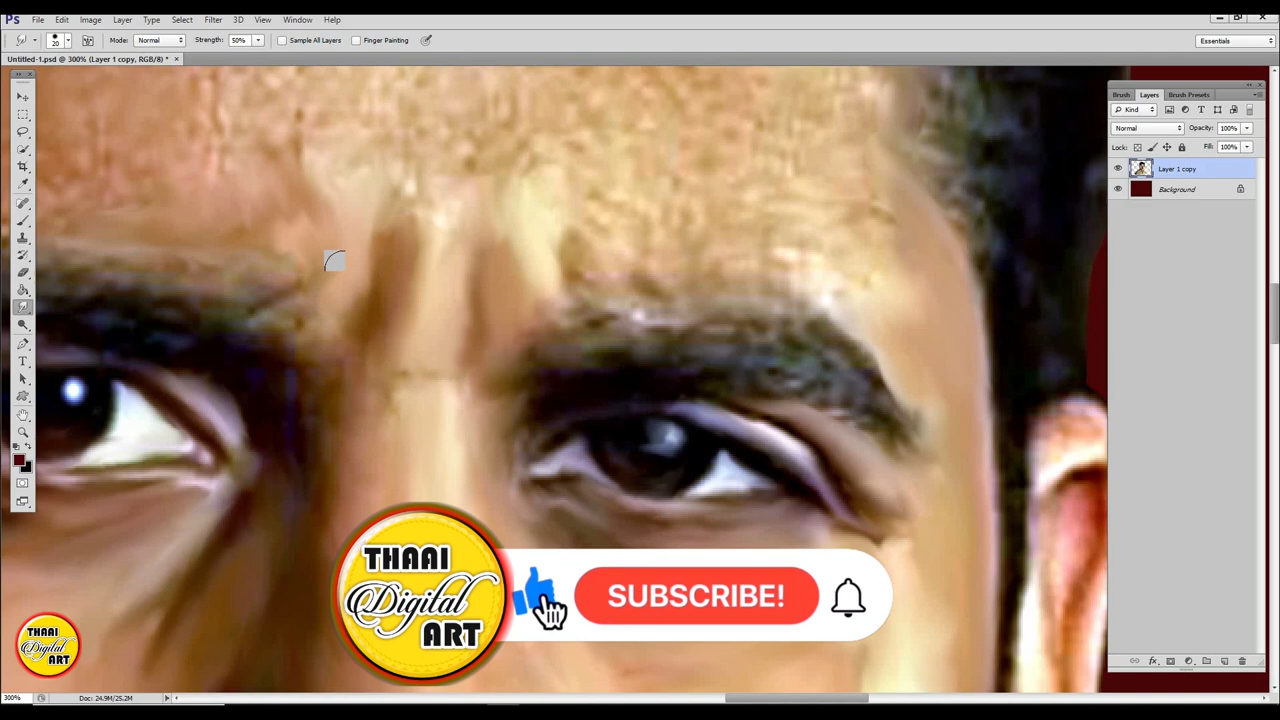 Ps File Edit Image Layer Type Select Filter 3D View Window Help
20 Mode: Normal Strength: 50% Sample All Layers Finger Painting Essentials
Untitled-1.psd @ 300% (Layer 1 copy, RGB/8) * ×
Brush Layers Brush Presets
Kind
Normal Opacity: 100%
Lock: Fill: 100%
Layer 1 copy
Background
THAAI
Digital
ART
SUBSCRIBE!
THAAI
Digital
ART
300% Doc: 24.9M/25.2M